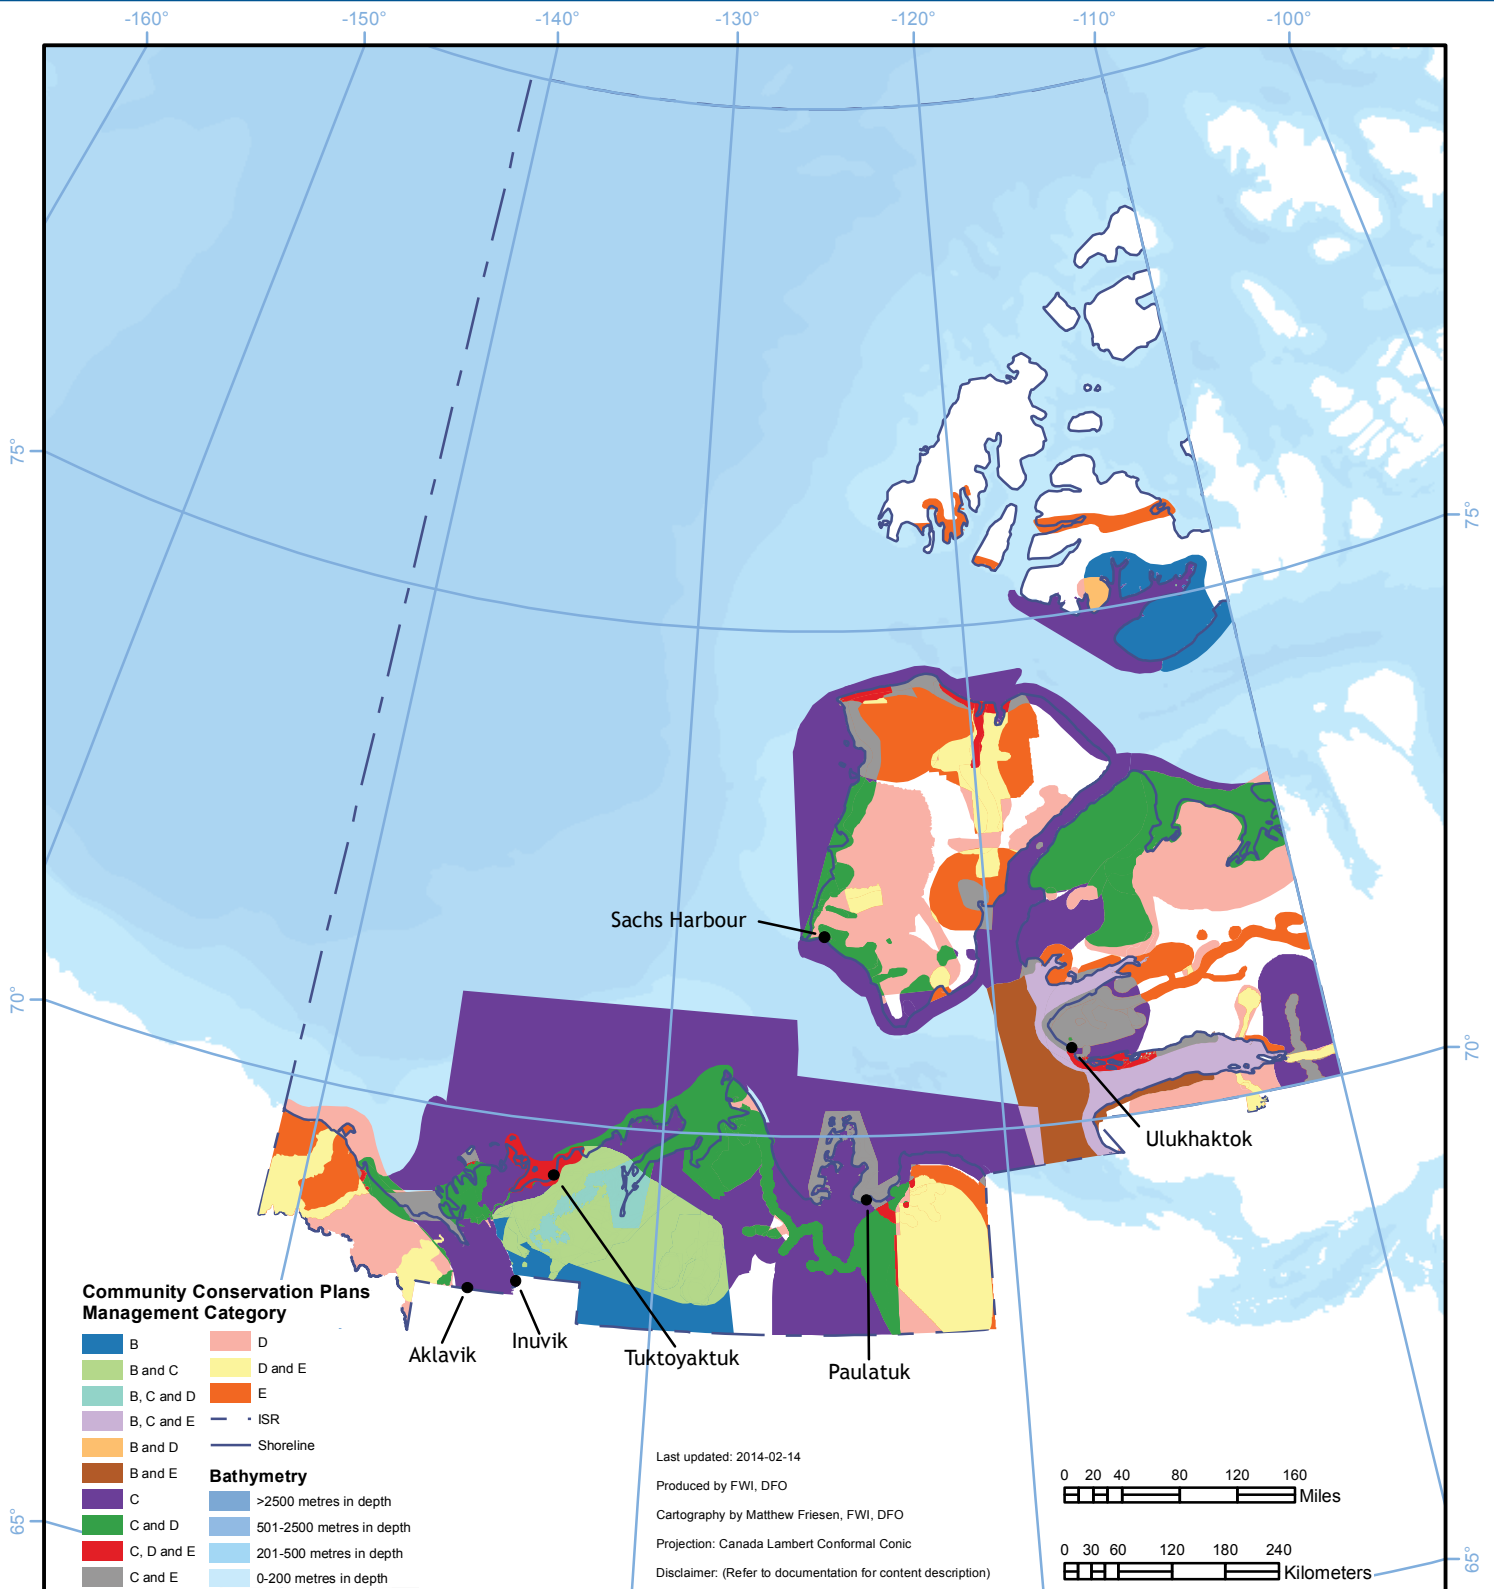 -160° -150° -140° -130° -120° -110° -100°
75°
75°
70°
70°
65°
65°
Sachs Harbour
Ulukhaktok
Aklavik
Inuvik
Tuktoyaktuk
Paulatuk
Community Conservation Plans
Management Category
B
B and C
B, C and D
B, C and E
B and D
B and E
C
C and D
C, D and E
C and E
D
D and E
E
ISR
Shoreline
Bathymetry
>2500 metres in depth
501-2500 metres in depth
201-500 metres in depth
0-200 metres in depth
Last updated: 2014-02-14
Produced by FWI, DFO
Cartography by Matthew Friesen, FWI, DFO
Projection: Canada Lambert Conformal Conic
Disclaimer: (Refer to documentation for content description)
0 20 40 80 120 160
Miles
0 30 60 120 180 240
Kilometers